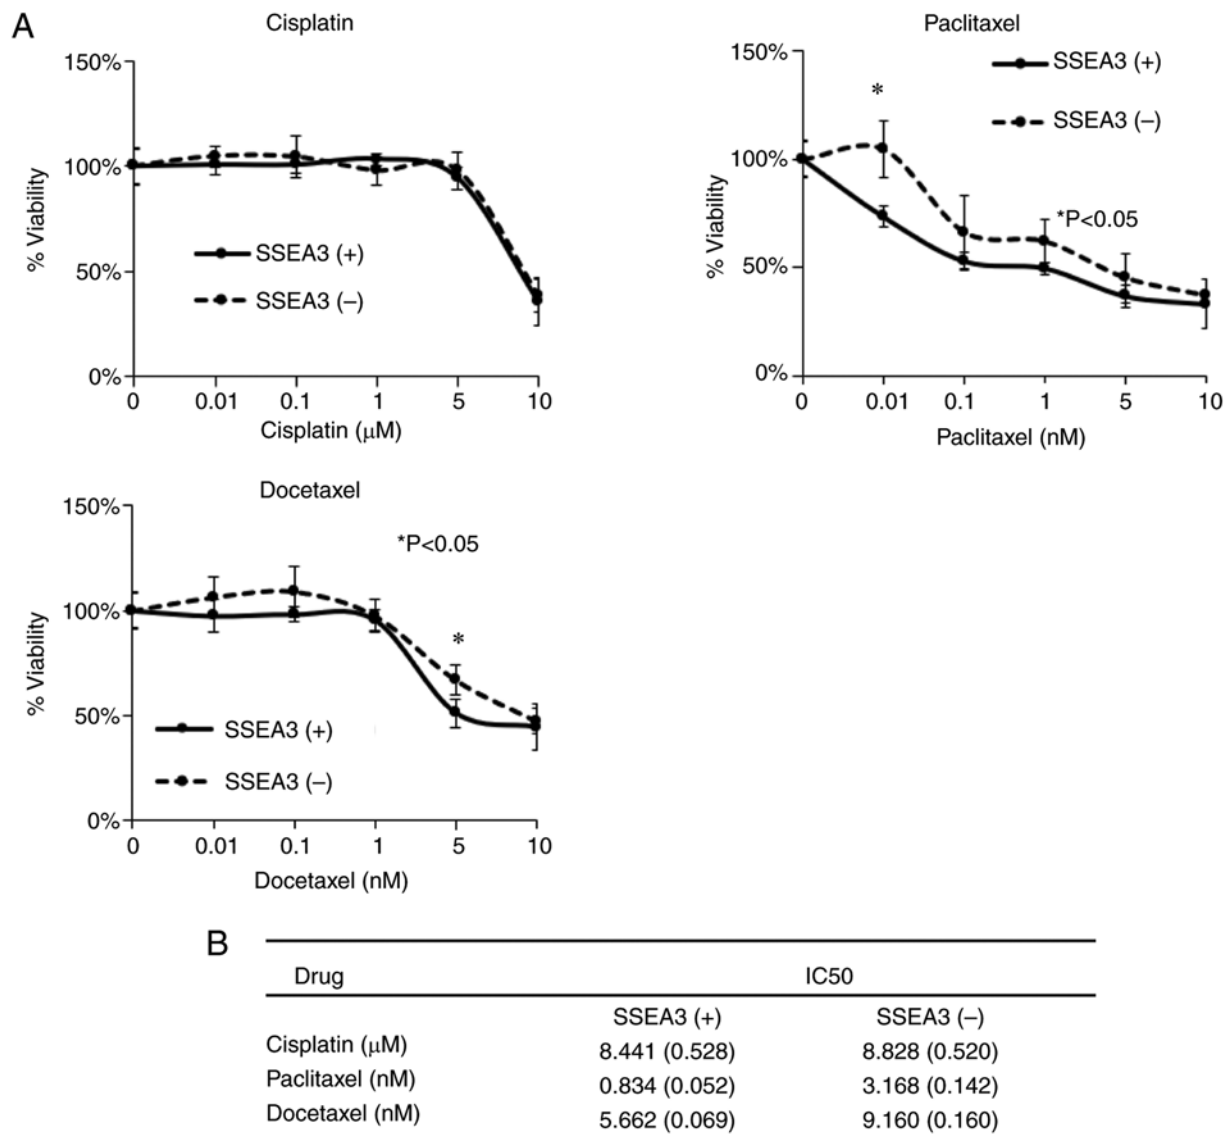 A
Cisplatin
150%
100%
50%
0%
% Viability
SSEA3 (+)
SSEA3 (–)
0 0.01 0.1 1 5 10
Cisplatin (μM)
Paclitaxel
150%
100%
50%
0%
% Viability
SSEA3 (+)
SSEA3 (–)
*
*P<0.05
0 0.01 0.1 1 5 10
Paclitaxel (nM)
Docetaxel
150%
100%
50%
0%
% Viability
*P<0.05
*
SSEA3 (+)
SSEA3 (–)
0 0.01 0.1 1 5 10
Docetaxel (nM)
B
Drug IC50
SSEA3 (+) SSEA3 (–)
Cisplatin (μM) 8.441 (0.528) 8.828 (0.520)
Paclitaxel (nM) 0.834 (0.052) 3.168 (0.142)
Docetaxel (nM) 5.662 (0.069) 9.160 (0.160)